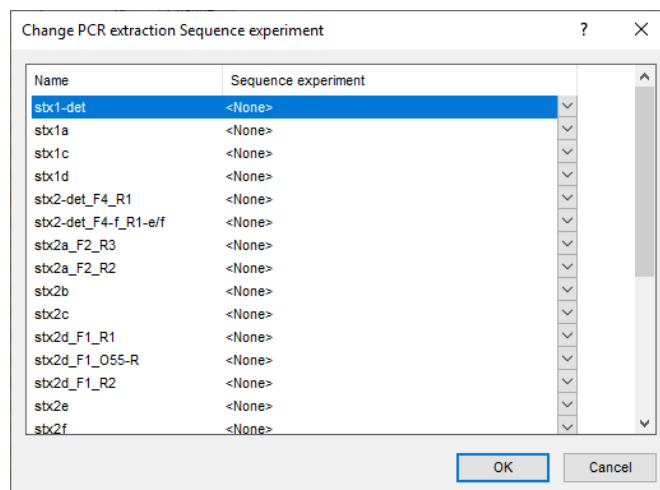 Change PCR extraction Sequence experiment ?
Name Sequence experiment
stx1-det <None>
stx1a <None>
stx1c <None>
stx1d <None>
stx2-det_F4_R1 <None>
stx2-det_F4-f_R1-e/f <None>
stx2a_F2_R3 <None>
stx2a_F2_R2 <None>
stx2b <None>
stx2c <None>
stx2d_F1_R1 <None>
stx2d_F1_O55-R <None>
stx2d_F1_R2 <None>
stx2e <None>
stx2f <None>
OK Cancel